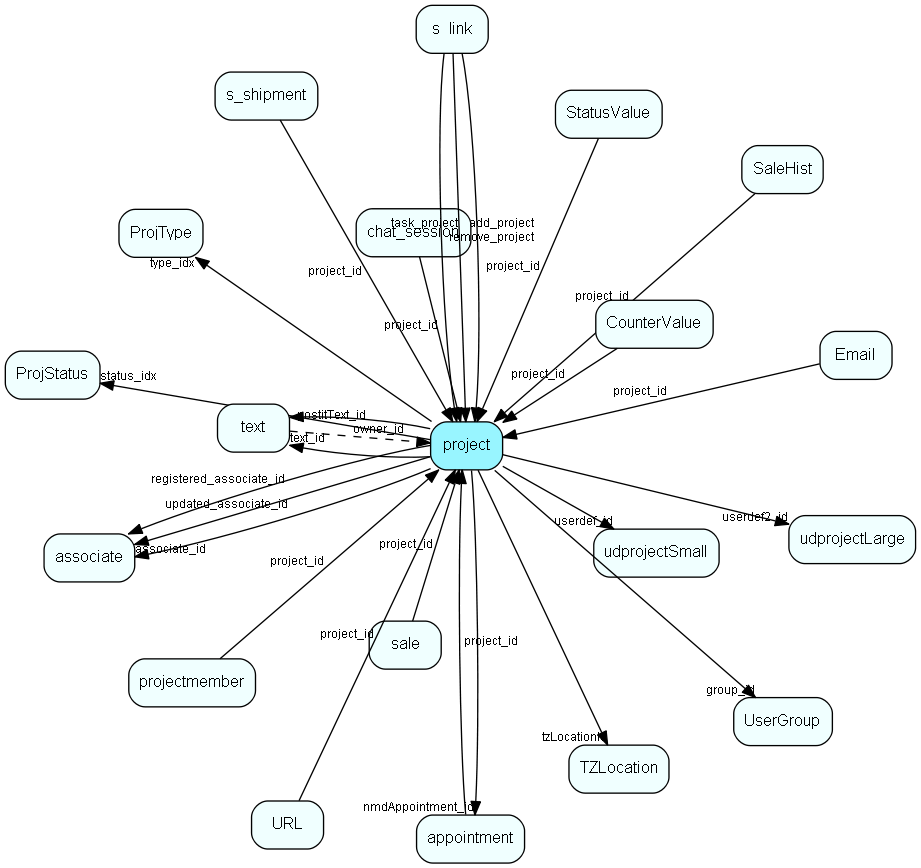 s_link
s_shipment
StatusValue
SaleHist
ProjType
chat_session
task_project
add_project
remove_project
type_idx
project_id
project_id
project_id
project_id
CounterValue
Email
ProjStatus
status_idx
project_id
project_id
text
postitText_id
owner_id
text_id
project
registered_associate_id
updated_associate_id
associate
associate_id
project_id
project_id
userdef_id
udprojectSmall
userdef2_id
udprojectLarge
projectmember
project_id
sale
project_id
group_id
UserGroup
tzLocationI
TZLocation
URL
nmdAppointment_id
appointment